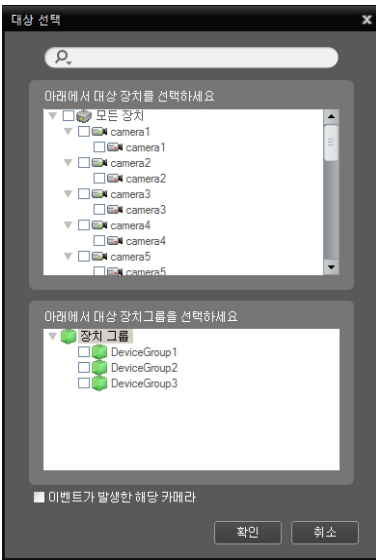 대상 선택
아래에서 대상 장치를 선택하세요
모든 장치
camera1
camera1
camera2
camera2
camera3
camera3
camera4
camera4
camera5
camera5
아래에서 대상 장치그룹을 선택하세요
장치 그룹
DeviceGroup1
DeviceGroup2
DeviceGroup3
이벤트가 발생한 해당 카메라
확인 취소